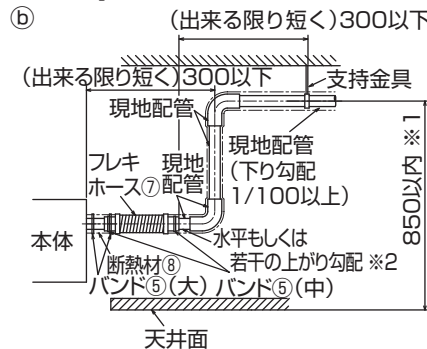 ⓑ
(出来る限り短く)300以下
(出来る限り短く)300以下
支持金具
現地配管
現地配管
(下り勾配
1/100以上)
850以内 ※1
フレキ
ホース⑦
現地
配管
本体
断熱材⑧
水平もしくは
若干の上がり勾配 ※2
バンド⑤(大)
バンド⑤(中)
天井面